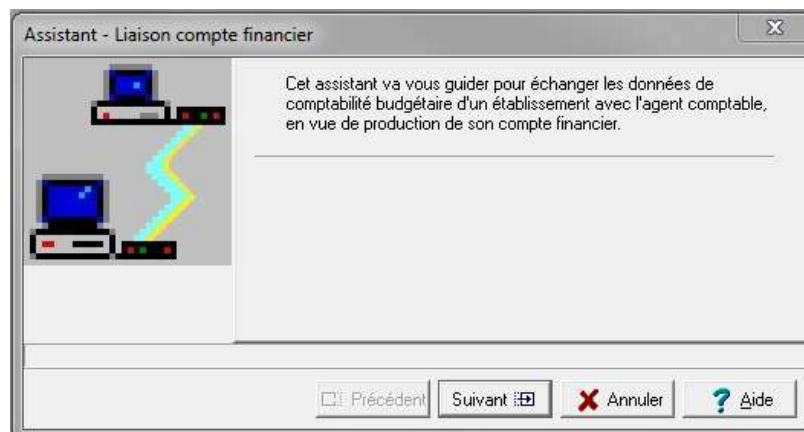 Assistant - Liaison compte financier
Cet assistant va vous guider pour échanger les données de
comptabilité budgétaire d'un établissement avec l'agent comptable,
en vue de production de son compte financier.
Précédent Suivant Annuler Aide